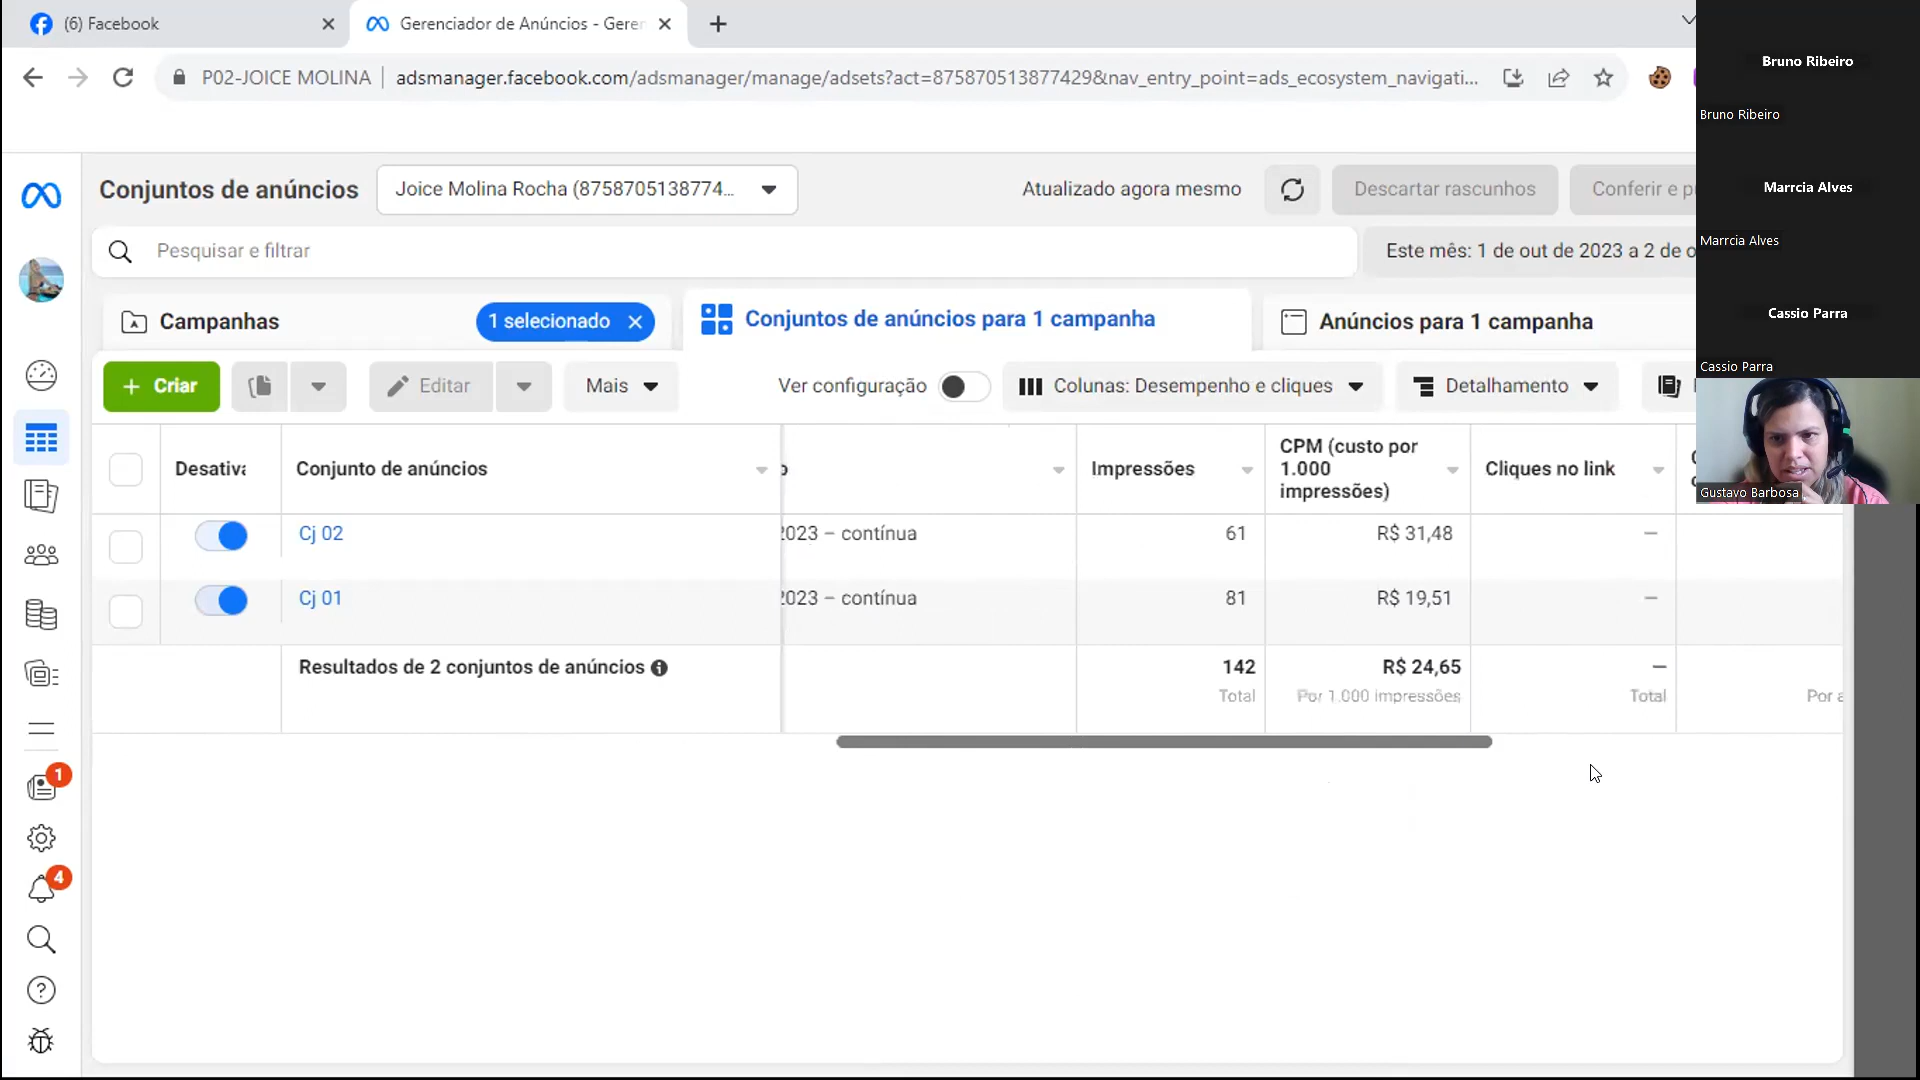 (6) Facebook
Gerenciador de Anúncios - Geren
P02-JOICE MOLINA
adsmanager.facebook.com/adsmanager/manage/adsets?act=875870513877429&nav_entry_point=ads_ecosystem_navigati...
Bruno Ribeiro
Bruno Ribeiro
Marrcia Alves
Marrcia Alves
Cassio Parra
Cassio Parra
Gustavo Barbosa
Conjuntos de anúncios
Joice Molina Rocha (8758705138774...
Atualizado agora mesmo
Descartar rascunhos
Conferir e p
Pesquisar e filtrar
Este mês: 1 de out de 2023 a 2 de o
Campanhas
1 selecionado
Conjuntos de anúncios para 1 campanha
Anúncios para 1 campanha
+ Criar
Editar
Mais
Ver configuração
Colunas: Desempenho e cliques
Detalhamento
Desativa
Conjunto de anúncios
Impressões
CPM (custo por
1.000
impressões)
Cliques no link
Cj 02
2023 – contínua
61
R$ 31,48
—
Cj 01
2023 – contínua
81
R$ 19,51
—
Resultados de 2 conjuntos de anúncios
142
R$ 24,65
—
Total
Por 1.000 impressões
Total
Por a
1
4